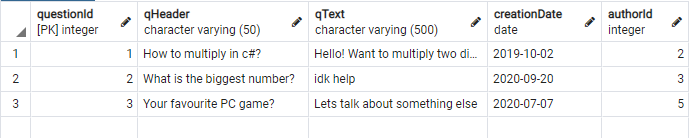 questionId qHeader qText creationDate authorId
[PK] integer character varying (50) character varying (500) date integer
1 1 How to multiply in c#? Hello! Want to multiply two di... 2019-10-02 2
2 2 What is the biggest number? idk help 2020-09-20 3
3 3 Your favourite PC game? Lets talk about something else 2020-07-07 5